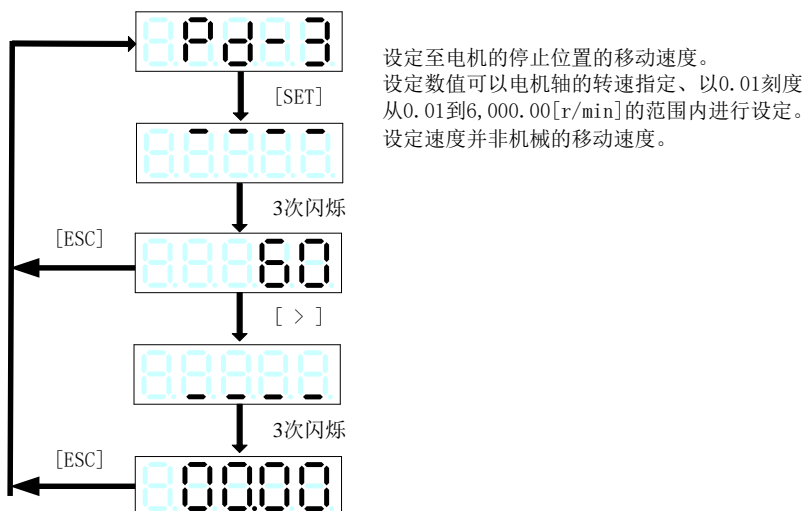 Pd-3
设定至电机的停止位置的移动速度。
设定数值可以电机轴的转速指定、以0.01刻度
从0.01到6,000.00[r/min]的范围内进行设定。
设定速度并非机械的移动速度。
[SET]
3次闪烁
[ESC]
60
[ > ]
3次闪烁
[ESC]
00.00